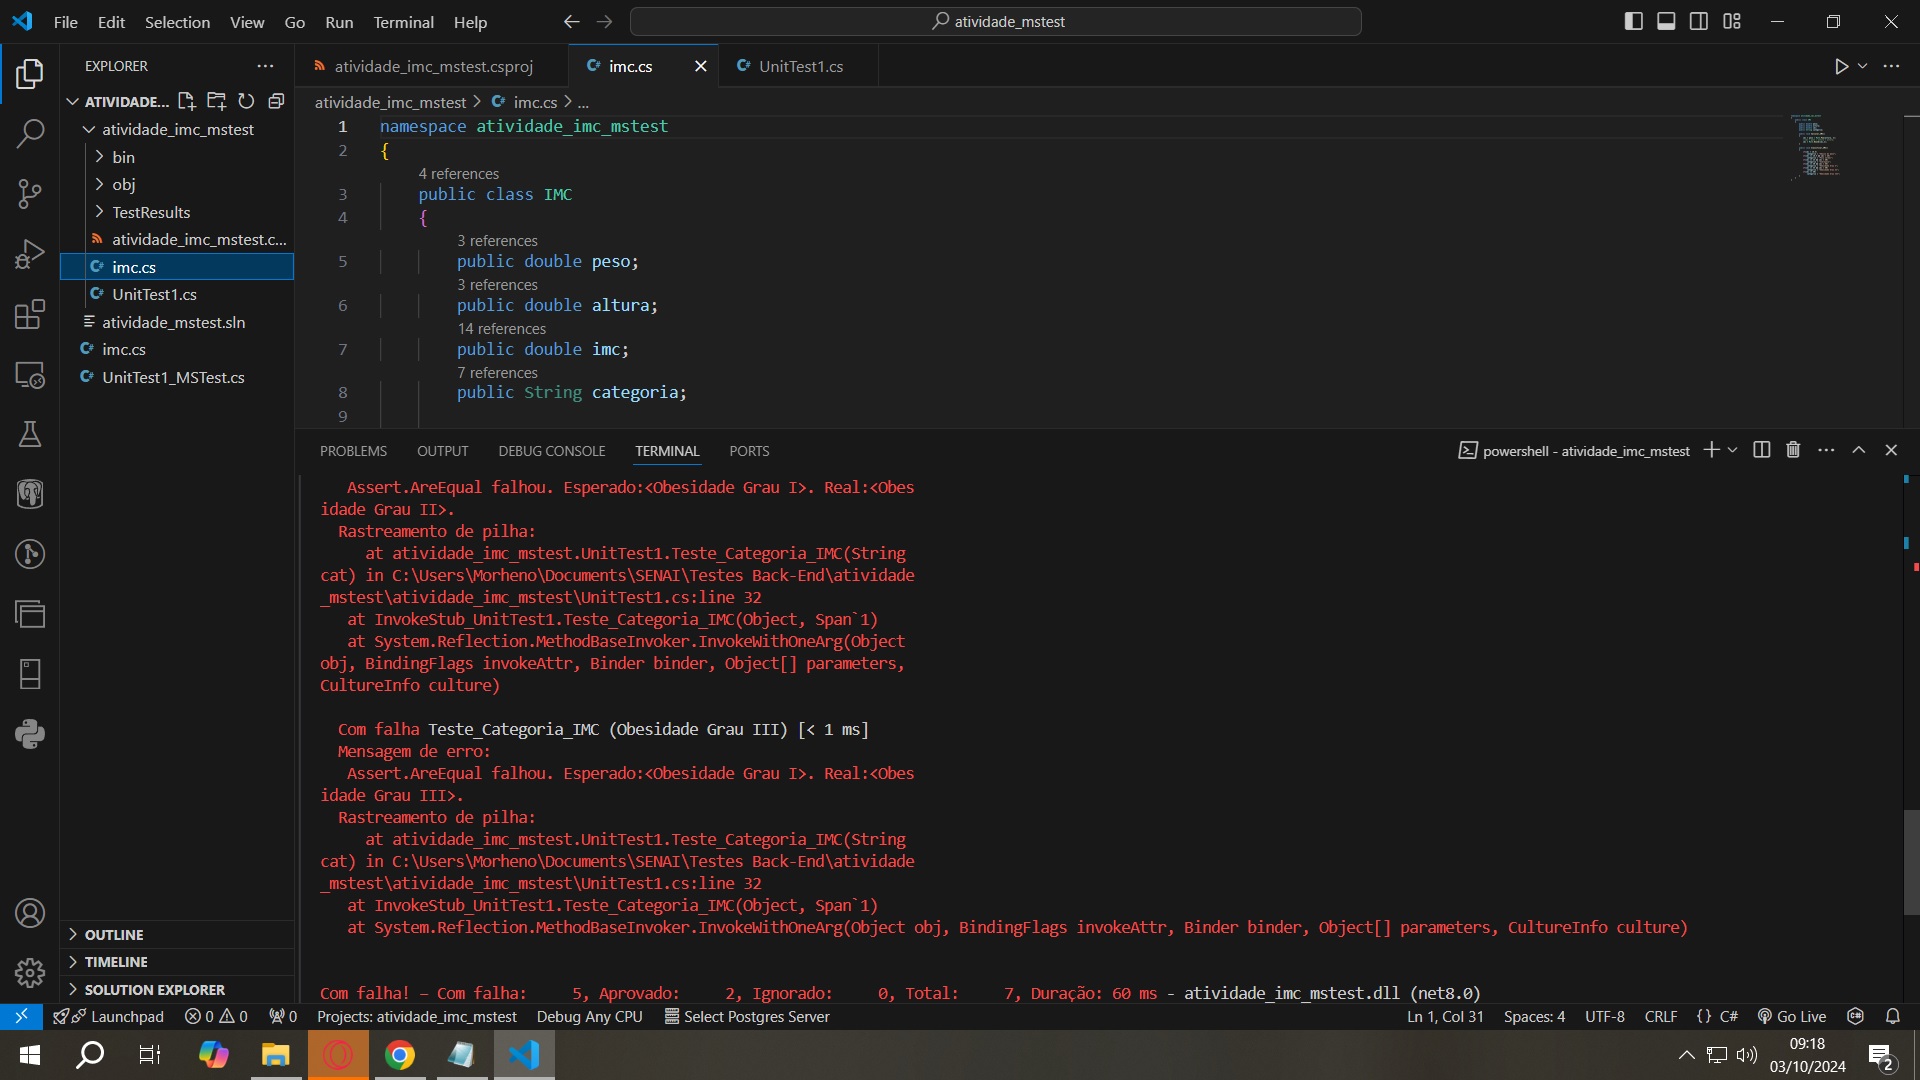 File Edit Selection View Go Run Terminal Help
atividade_mstest
EXPLORER
ATIVIDADE...
atividade_imc_mstest
bin
obj
TestResults
atividade_imc_mstest.c...
imc.cs
UnitTest1.cs
atividade_mstest.sln
imc.cs
UnitTest1_MSTest.cs
OUTLINE
TIMELINE
SOLUTION EXPLORER
atividade_imc_mstest.csproj
imc.cs
UnitTest1.cs
atividade_imc_mstest > imc.cs > ...
1 namespace atividade_imc_mstest
2 {
4 references
3 public class IMC
4 {
3 references
5 public double peso;
3 references
6 public double altura;
14 references
7 public double imc;
7 references
8 public String categoria;
9
PROBLEMS OUTPUT DEBUG CONSOLE TERMINAL PORTS
powershell - atividade_imc_mstest
Assert.AreEqual falhou. Esperado:<Obesidade Grau I>. Real:<Obes
idade Grau II>.
Rastreamento de pilha:
at atividade_imc_mstest.UnitTest1.Teste_Categoria_IMC(String
cat) in C:\Users\Morheno\Documents\SENAI\Testes Back-End\atividade
_mstest\atividade_imc_mstest\UnitTest1.cs:line 32
at InvokeStub_UnitTest1.Teste_Categoria_IMC(Object, Span`1)
at System.Reflection.MethodBaseInvoker.InvokeWithOneArg(Object
obj, BindingFlags invokeAttr, Binder binder, Object[] parameters,
CultureInfo culture)
Com falha Teste_Categoria_IMC (Obesidade Grau III) [< 1 ms]
Mensagem de erro:
Assert.AreEqual falhou. Esperado:<Obesidade Grau I>. Real:<Obes
idade Grau III>.
Rastreamento de pilha:
at atividade_imc_mstest.UnitTest1.Teste_Categoria_IMC(String
cat) in C:\Users\Morheno\Documents\SENAI\Testes Back-End\atividade
_mstest\atividade_imc_mstest\UnitTest1.cs:line 32
at InvokeStub_UnitTest1.Teste_Categoria_IMC(Object, Span`1)
at System.Reflection.MethodBaseInvoker.InvokeWithOneArg(Object obj, BindingFlags invokeAttr, Binder binder, Object[] parameters, CultureInfo culture)
Com falha! – Com falha: 5, Aprovado: 2, Ignorado: 0, Total: 7, Duração: 60 ms - atividade_imc_mstest.dll (net8.0)
Launchpad 0 0 0 Projects: atividade_imc_mstest Debug Any CPU Select Postgres Server Ln 1, Col 31 Spaces: 4 UTF-8 CRLF {} C# Go Live
09:18
03/10/2024
2